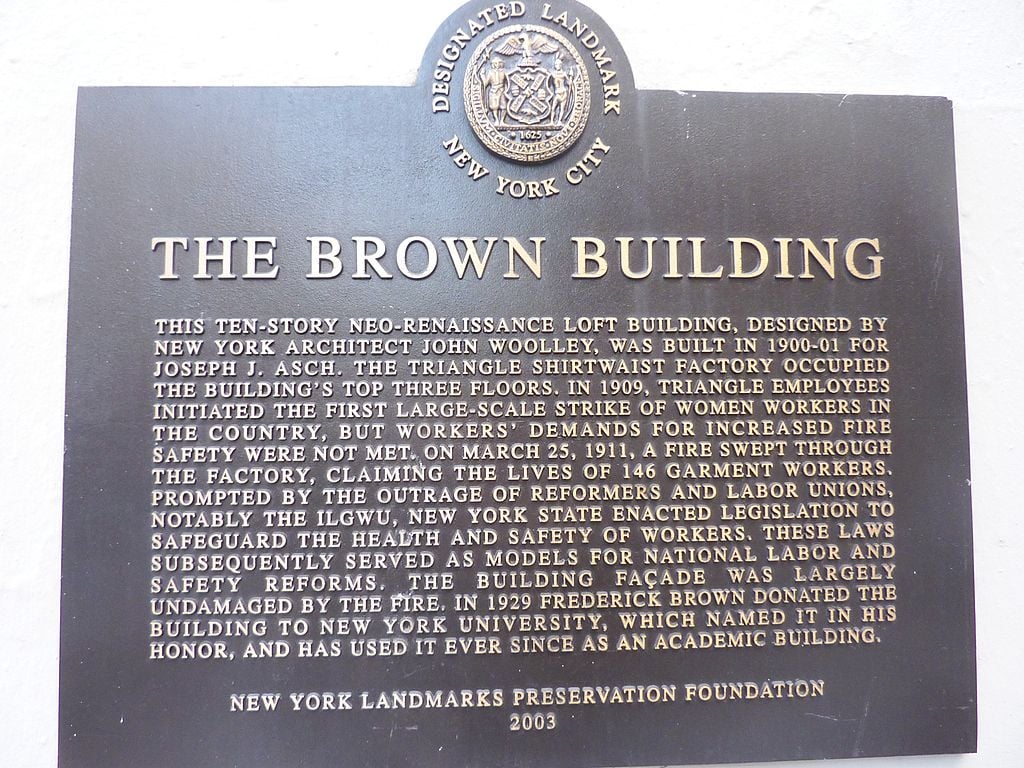 DESIGNATED LANDMARK
SIGILLVM CIVITATIS NOVI
1625
NEW YORK CITY
THE BROWN BUILDING
THIS TEN-STORY NEO-RENAISSANCE LOFT BUILDING, DESIGNED BY
NEW YORK ARCHITECT JOHN WOOLLEY, WAS BUILT IN 1900-01 FOR
JOSEPH J. ASCH. THE TRIANGLE SHIRTWAIST FACTORY OCCUPIED
THE BUILDING'S TOP THREE FLOORS. IN 1909, TRIANGLE EMPLOYEES
INITIATED THE FIRST LARGE-SCALE STRIKE OF WOMEN WORKERS IN
THE COUNTRY, BUT WORKERS' DEMANDS FOR INCREASED FIRE
SAFETY WERE NOT MET. ON MARCH 25, 1911, A FIRE SWEPT THROUGH
THE FACTORY, CLAIMING THE LIVES OF 146 GARMENT WORKERS.
PROMPTED BY THE OUTRAGE OF REFORMERS AND LABOR UNIONS,
NOTABLY THE ILGWU, NEW YORK STATE ENACTED LEGISLATION TO
SAFEGUARD THE HEALTH AND SAFETY OF WORKERS. THESE LAWS
SUBSEQUENTLY SERVED AS MODELS FOR NATIONAL LABOR AND
SAFETY REFORMS. THE BUILDING FAÇADE WAS LARGELY
UNDAMAGED BY THE FIRE. IN 1929 FREDERICK BROWN DONATED THE
BUILDING TO NEW YORK UNIVERSITY, WHICH NAMED IT IN HIS
HONOR, AND HAS USED IT EVER SINCE AS AN ACADEMIC BUILDING.
NEW YORK LANDMARKS PRESERVATION FOUNDATION
2003